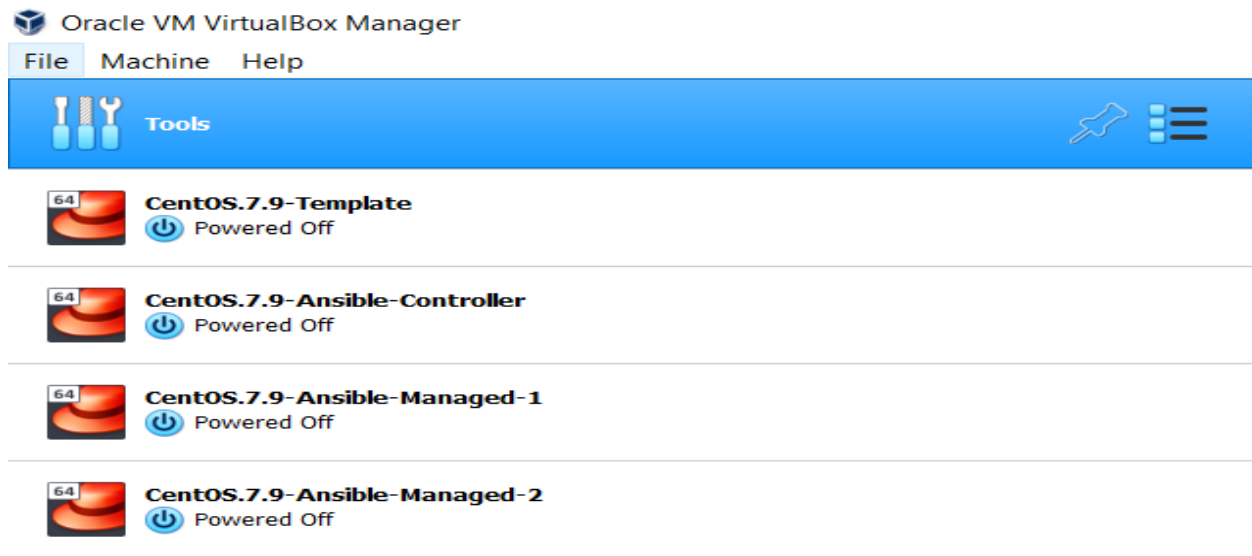 Oracle VM VirtualBox Manager
File Machine Help
Tools
64
CentOS.7.9-Template
Powered Off
64
CentOS.7.9-Ansible-Controller
Powered Off
64
CentOS.7.9-Ansible-Managed-1
Powered Off
64
CentOS.7.9-Ansible-Managed-2
Powered Off